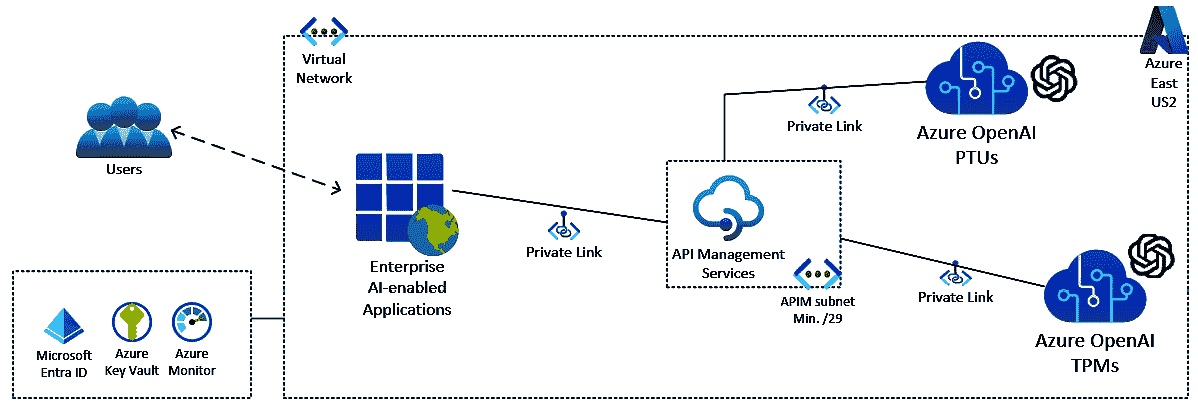 Virtual
Network
Azure
East
US2
Users
Private Link
Azure OpenAI
PTUs
Enterprise
AI-enabled
Applications
Private Link
API Management
Services
APIM subnet
Min. /29
Private Link
Azure OpenAI
TPMs
Microsoft
Entra ID
Azure
Key Vault
Azure
Monitor